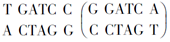 T GATC C (G GATC A)
A CTAG G (C CTAG T)